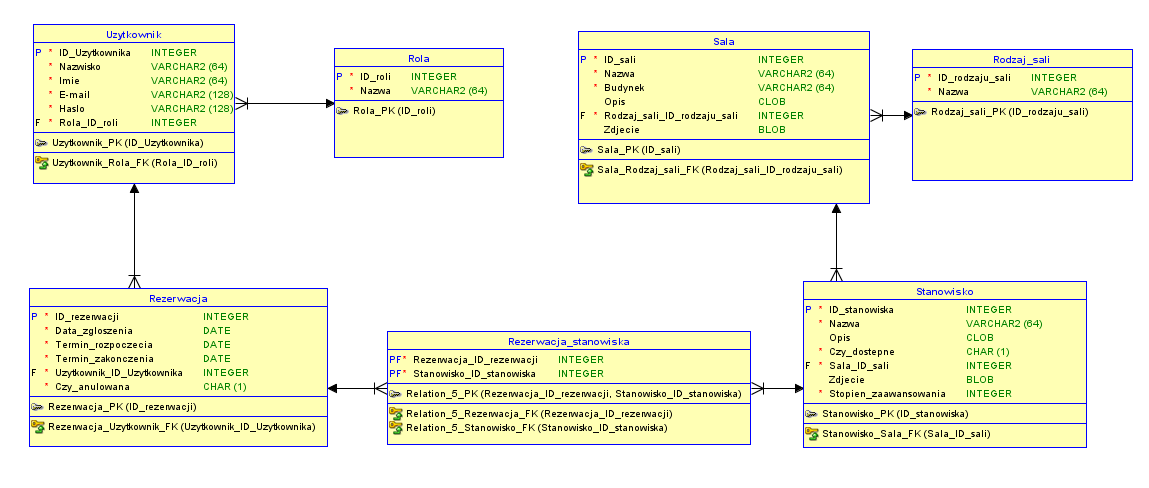 Uzytkownik
P * ID_Uzytkownika INTEGER
* Nazwisko VARCHAR2 (64)
* Imie VARCHAR2 (64)
* E-mail VARCHAR2 (128)
* Haslo VARCHAR2 (128)
F * Rola_ID_roli INTEGER
Uzytkownik_PK (ID_Uzytkownika)
Uzytkownik_Rola_FK (Rola_ID_roli)
Rola
P * ID_roli INTEGER
* Nazwa VARCHAR2 (64)
Rola_PK (ID_roli)
Sala
P * ID_sali INTEGER
* Nazwa VARCHAR2 (64)
* Budynek VARCHAR2 (64)
Opis CLOB
F * Rodzaj_sali_ID_rodzaju_sali INTEGER
Zdjecie BLOB
Sala_PK (ID_sali)
Sala_Rodzaj_sali_FK (Rodzaj_sali_ID_rodzaju_sali)
Rodzaj_sali
P * ID_rodzaju_sali INTEGER
* Nazwa VARCHAR2 (64)
Rodzaj_sali_PK (ID_rodzaju_sali)
Rezerwacja
P * ID_rezerwacji INTEGER
* Data_zgloszenia DATE
* Termin_rozpoczecia DATE
* Termin_zakonczenia DATE
F * Uzytkownik_ID_Uzytkownika INTEGER
* Czy_anulowana CHAR (1)
Rezerwacja_PK (ID_rezerwacji)
Rezerwacja_Uzytkownik_FK (Uzytkownik_ID_Uzytkownika)
Rezerwacja_stanowiska
PF* Rezerwacja_ID_rezerwacji INTEGER
PF* Stanowisko_ID_stanowiska INTEGER
Relation_5_PK (Rezerwacja_ID_rezerwacji, Stanowisko_ID_stanowiska)
Relation_5_Rezerwacja_FK (Rezerwacja_ID_rezerwacji)
Relation_5_Stanowisko_FK (Stanowisko_ID_stanowiska)
Stanowisko
P * ID_stanowiska INTEGER
* Nazwa VARCHAR2 (64)
Opis CLOB
* Czy_dostepne CHAR (1)
F * Sala_ID_sali INTEGER
Zdjecie BLOB
* Stopien_zaawansowania INTEGER
Stanowisko_PK (ID_stanowiska)
Stanowisko_Sala_FK (Sala_ID_sali)